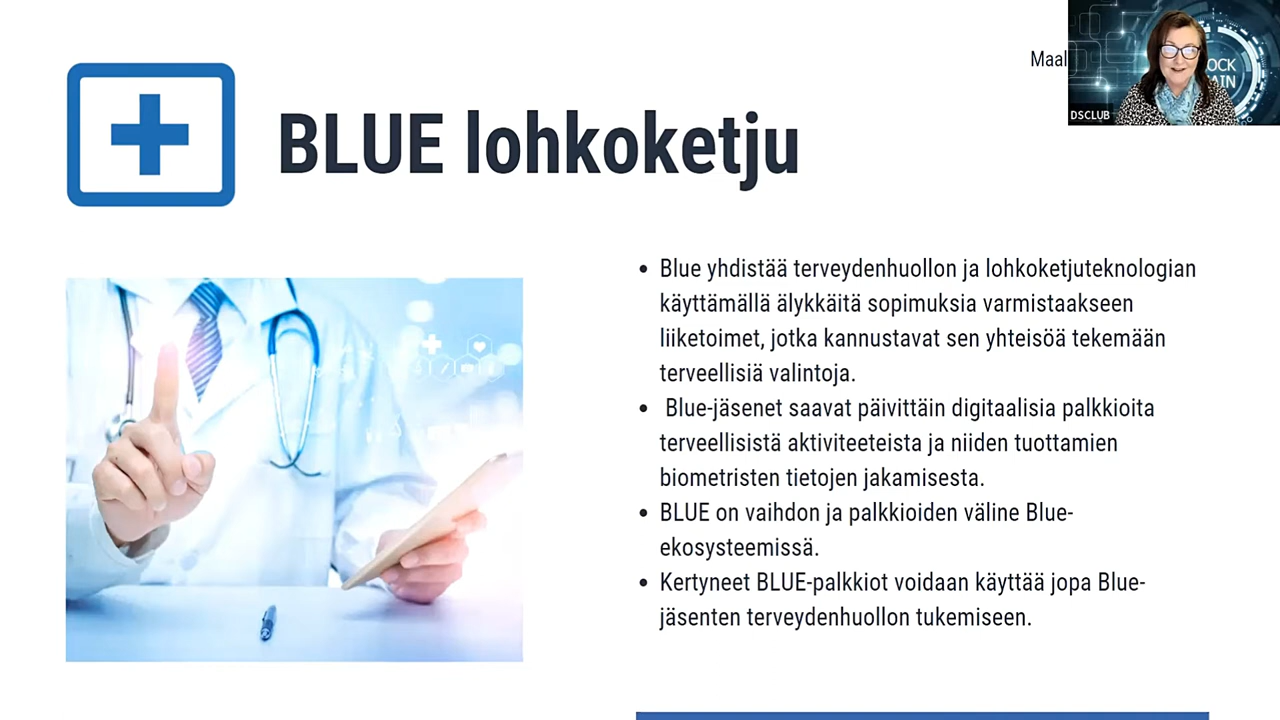 Maal
OCK
AIN
DSCLUB
BLUE lohkoketju
• Blue yhdistää terveydenhuollon ja lohkoketjuteknologian
käyttämällä älykkäitä sopimuksia varmistaakseen
liiketoimet, jotka kannustavat sen yhteisöä tekemään
terveellisiä valintoja.
• Blue-jäsenet saavat päivittäin digitaalisia palkkioita
terveellisistä aktiviteeteista ja niiden tuottamien
biometristen tietojen jakamisesta.
• BLUE on vaihdon ja palkkioiden väline Blue-
ekosysteemissä.
• Kertyneet BLUE-palkkiot voidaan käyttää jopa Blue-
jäsenten terveydenhuollon tukemiseen.